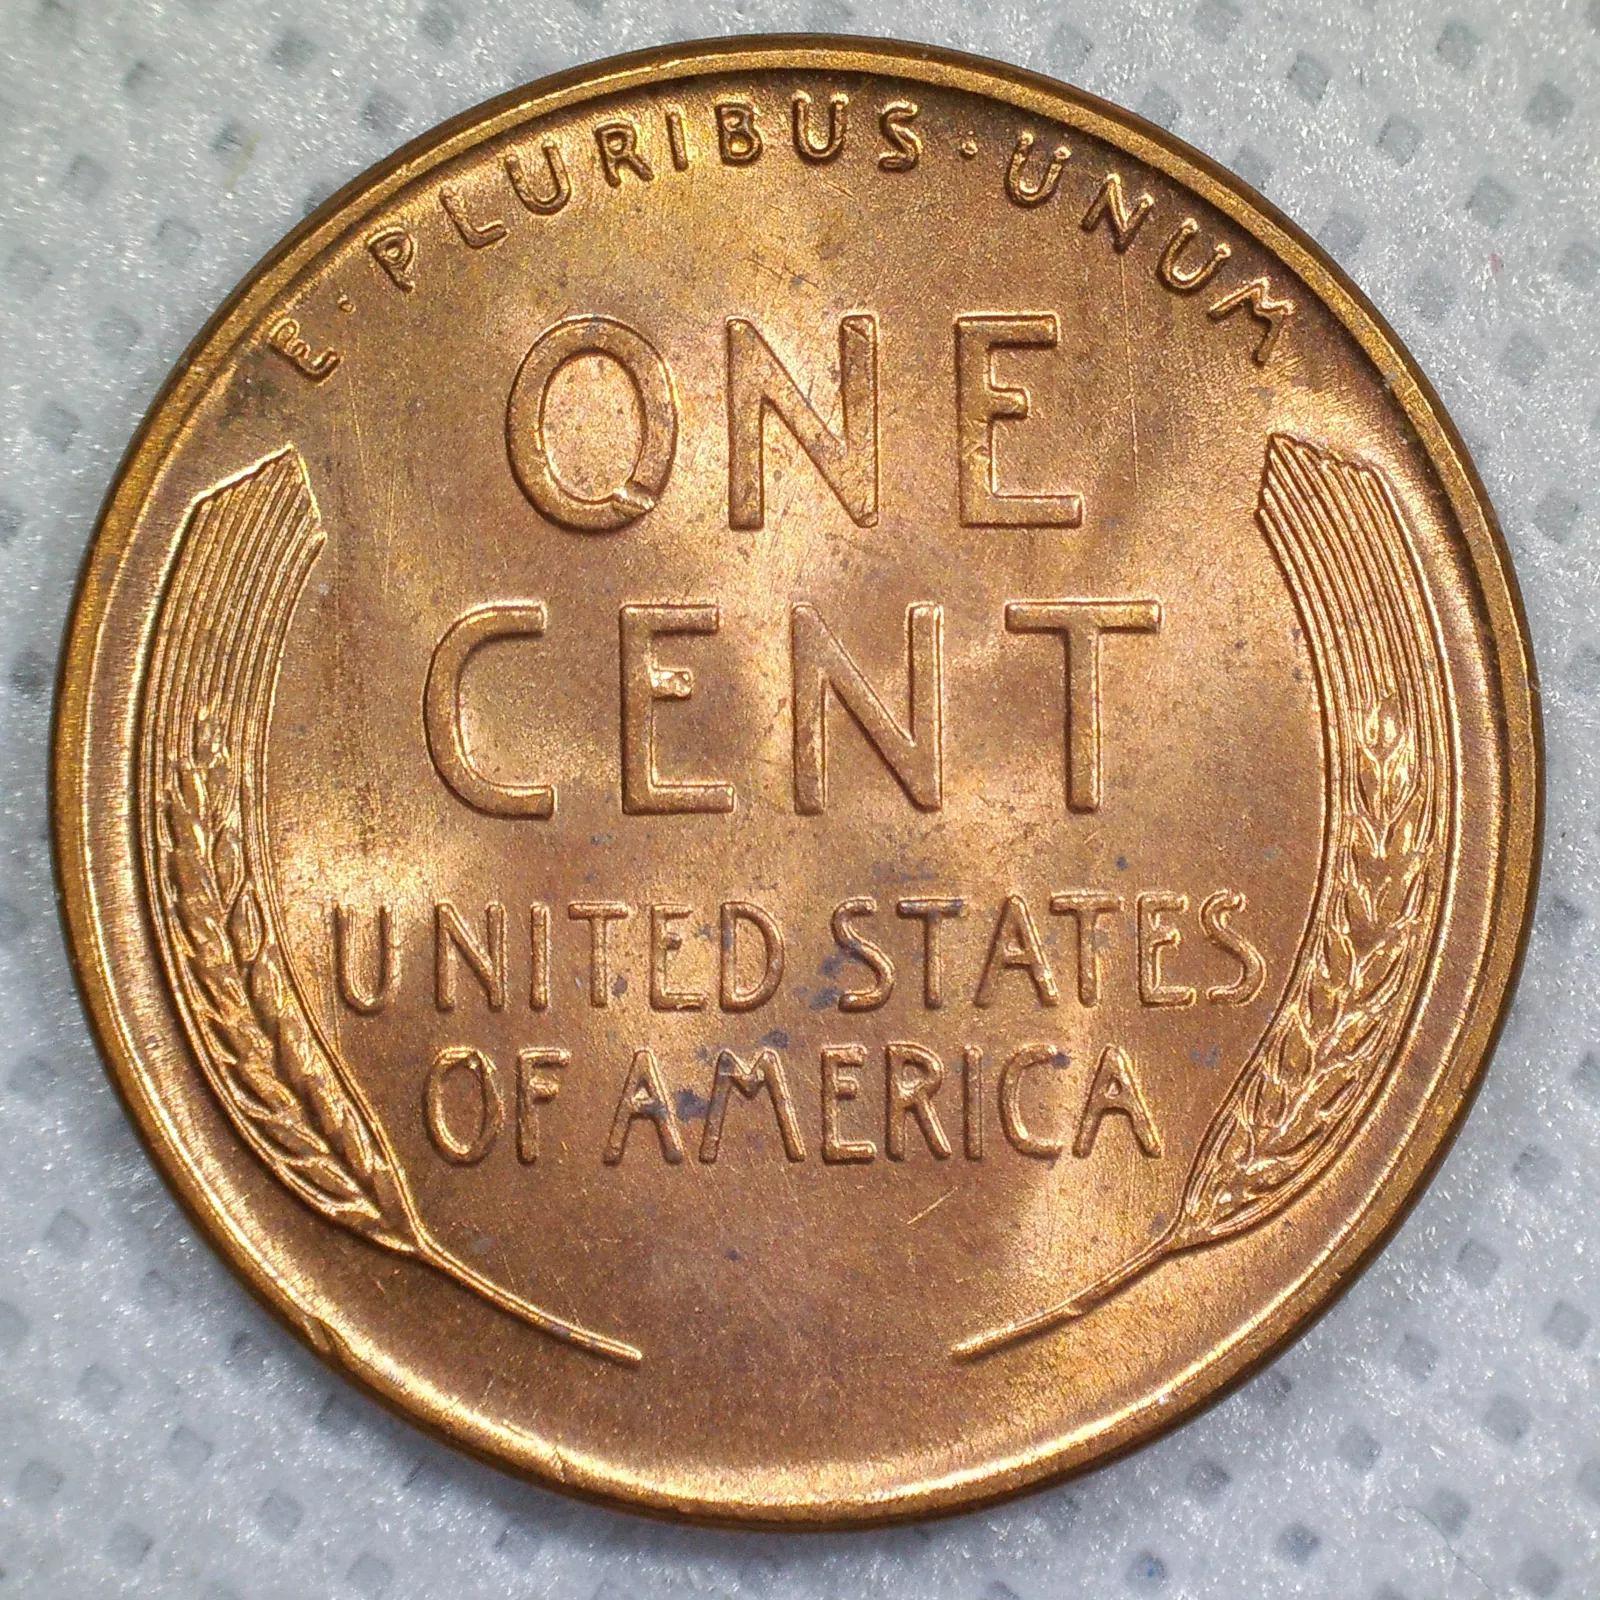 E · PLURIBUS · UNUM
ONE
CENT
UNITED STATES
OF AMERICA